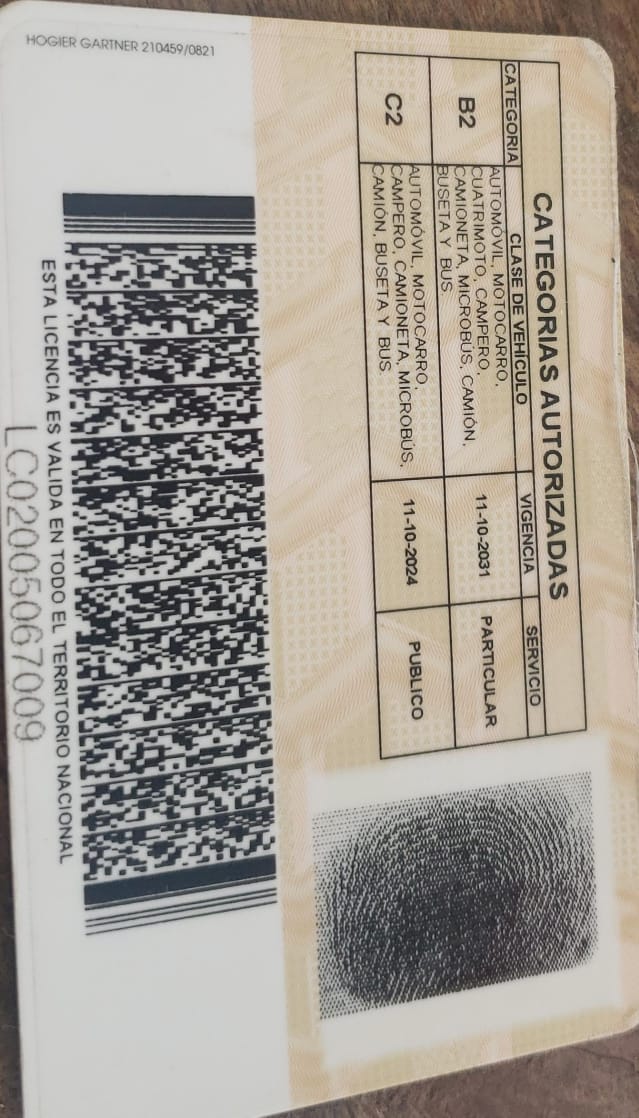 CATEGORIAS AUTORIZADAS
CATEGORIA CLASE DE VEHÍCULO VIGENCIA SERVICIO
B2 AUTOMÓVIL, MOTOCARRO, 11-10-2031 PARTICULAR
CUATRIMOTO, CAMPERO,
CAMIONETA, MICROBÚS, CAMIÓN,
BUSETA Y BUS.
C2 AUTOMÓVIL, MOTOCARRO, 11-10-2024 PUBLICO
CAMPERO, CAMIONETA, MICROBÚS,
CAMIÓN, BUSETA Y BUS.
ESTA LICENCIA ES VALIDA EN TODO EL TERRITORIO NACIONAL
LC02005067009
HOGIER GARTNER 210459/0821